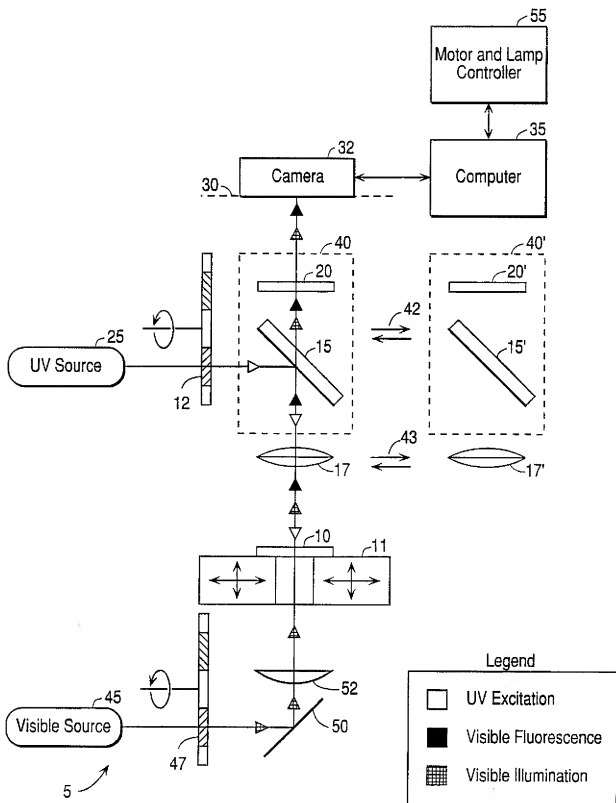 55
Motor and Lamp
Controller
32
35
30
Camera
Computer
40
40'
20
20'
42
25
15
15'
UV Source
12
43
17
17'
10
11
45
52
Legend
50
UV Excitation
Visible Source
Visible Fluorescence
47
5
Visible Illumination